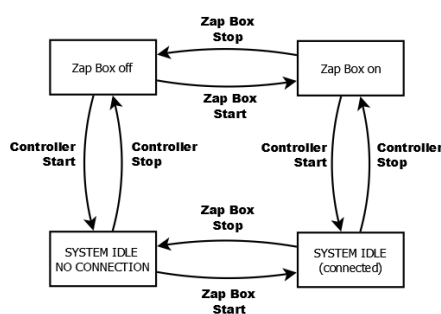 Zap Box
Stop
Zap Box off
Zap Box on
Zap Box
Start
Controller
Start
Controller
Stop
Controller
Start
Controller
Stop
Zap Box
Stop
SYSTEM IDLE
NO CONNECTION
SYSTEM IDLE
(connected)
Zap Box
Start